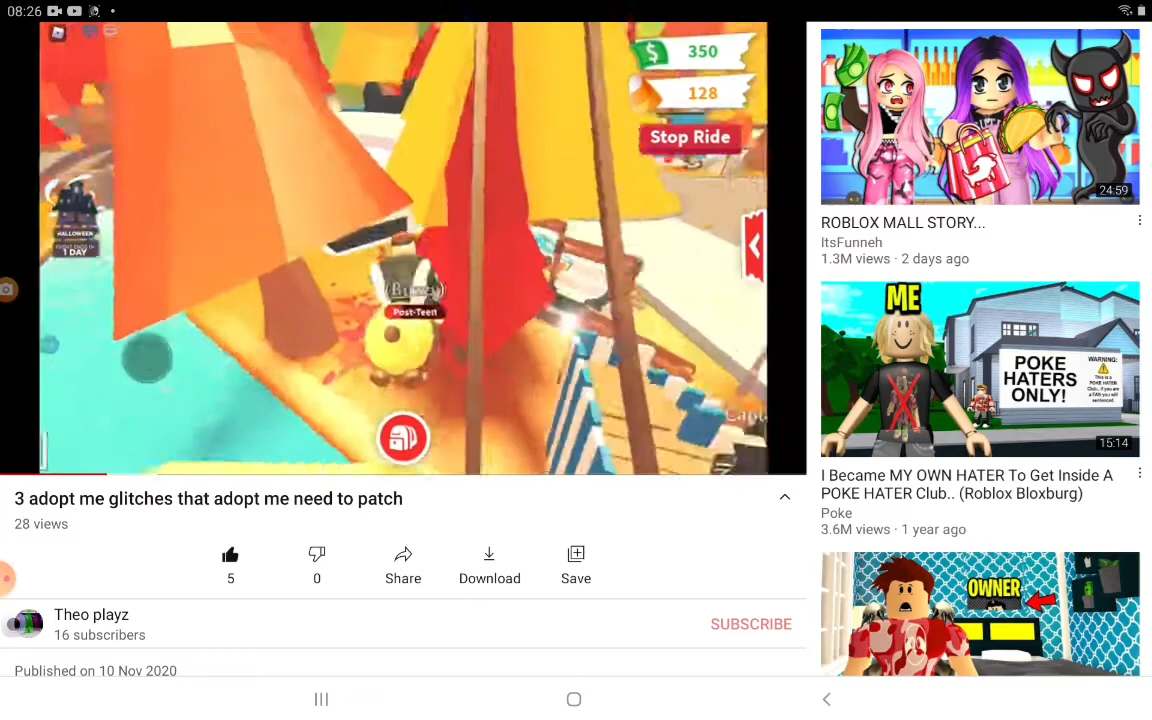 08:26
350
128
Stop Ride
HALLOWEEN
EVENT ENDS IN
1 DAY
Post-Teen
3 adopt me glitches that adopt me need to patch
28 views
5
0
Share
Download
Save
Theo playz
16 subscribers
SUBSCRIBE
Published on 10 Nov 2020
24:59
ROBLOX MALL STORY...
ItsFunneh
1.3M views · 2 days ago
ME
POKE
HATERS
ONLY!
WARNING:
15:14
I Became MY OWN HATER To Get Inside A
POKE HATER Club.. (Roblox Bloxburg)
Poke
3.6M views · 1 year ago
OWNER